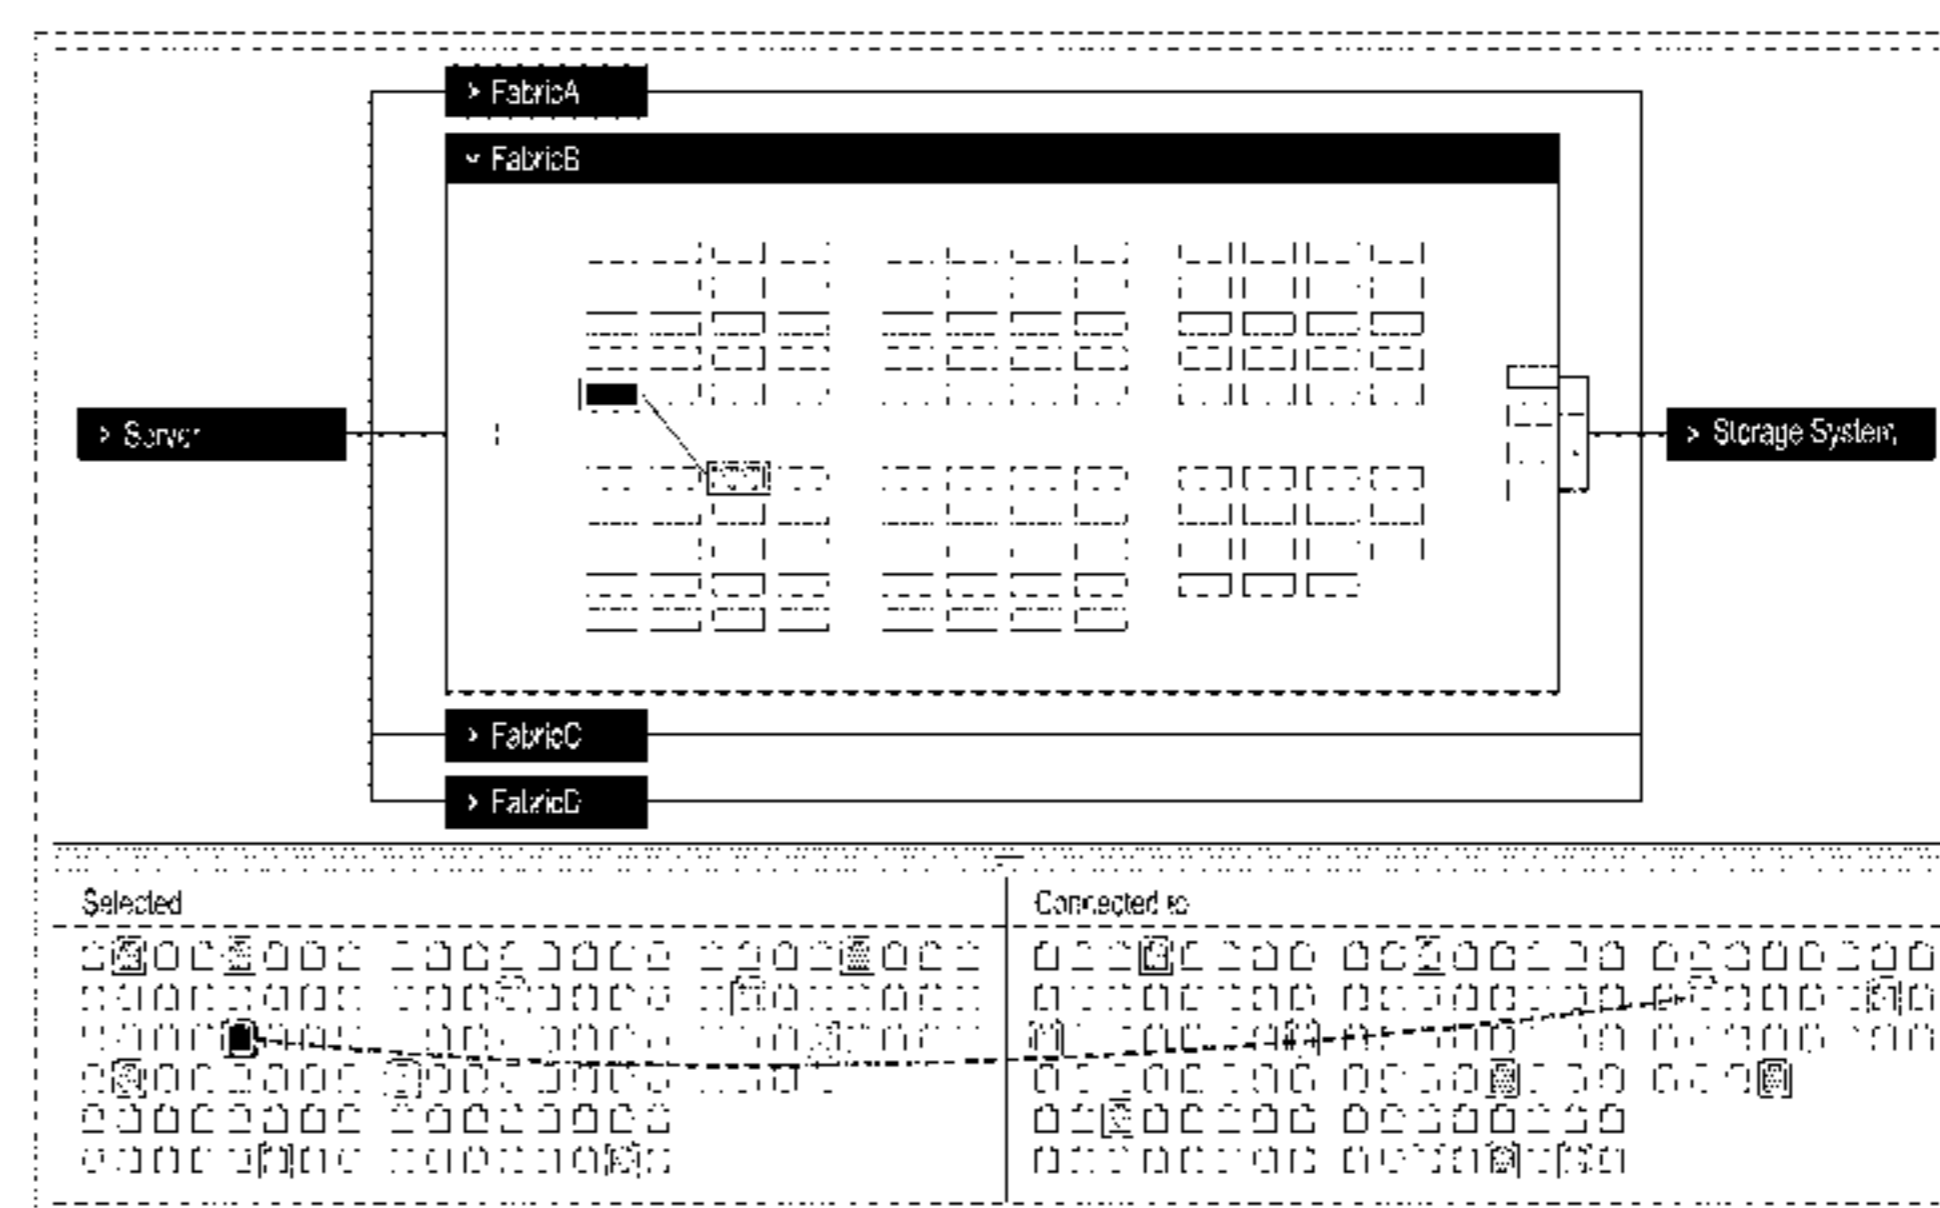 > FabricA
FabricB
> Server
> Storage System
> FabricC
> FabricD
Selected
Connected to